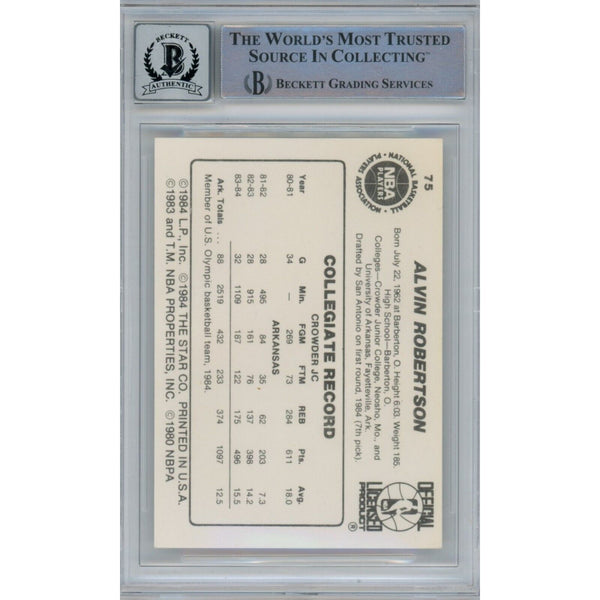 BECKETT
B
AUTHENTIC
THE WORLD'S MOST TRUSTED
SOURCE IN COLLECTING™
B BECKETT GRADING SERVICES
75
NATIONAL BASKETBALL
PLAYERS ASSOCIATION
NBA
PLAYERS
ALVIN ROBERTSON
Born July 22, 1962 at Barberton, O. Height 6:03. Weight 185.
High School—Barberton, O.
Colleges—Crowder Junior College, Neosho, Mo., and
University of Arkansas, Fayetteville, Ark.
Drafted by San Antonio on first round, 1984 (7th pick).
OFFICIAL
NBA
LICENSED
PRODUCT
®
COLLEGIATE RECORD
CROWDER JC
Year G Min. FGM FTM REB Pts. Avg.
80-81 34 — 269 73 284 611 18.0
ARKANSAS
81-82 28 495 84 35 62 203 7.3
82-83 28 915 161 76 137 398 14.2
83-84 32 1109 187 122 175 496 15.5
Ark. Totals ... 88 2519 432 233 374 1097 12.5
Member of U.S. Olympic basketball team, 1984.
©1984 L.P., Inc. ©1984 THE STAR CO. PRINTED IN U.S.A.
©1983 and T.M. NBA PROPERTIES, INC. ©1980 NBPA